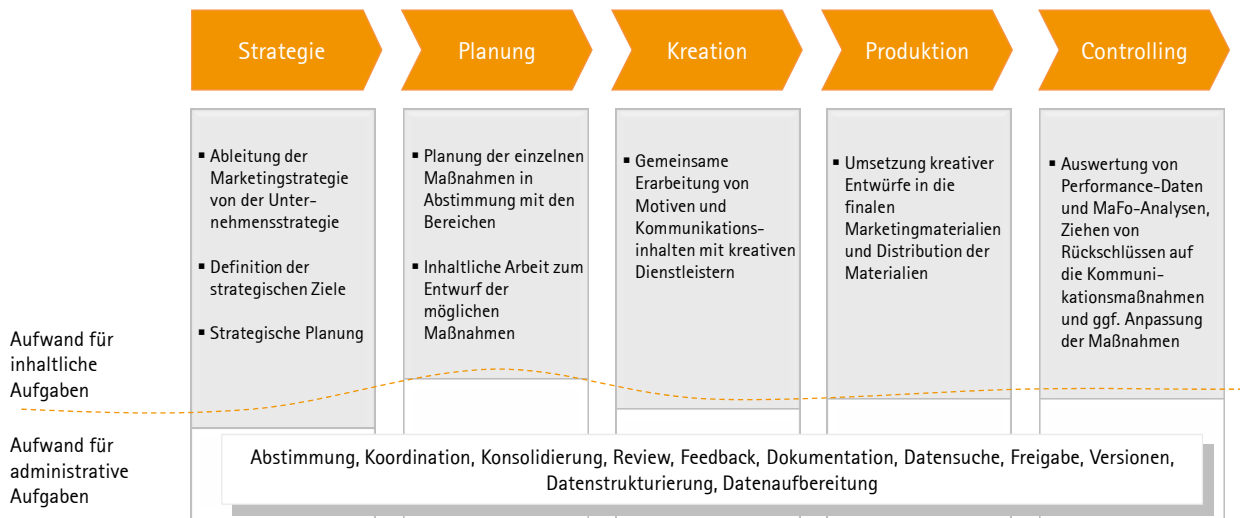 Strategie
Planung
Kreation
Produktion
Controlling
▪ Ableitung der
Marketingstrategie
von der Unter-
nehmensstrategie
▪ Definition der
strategischen Ziele
▪ Strategische Planung
▪ Planung der einzelnen
Maßnahmen in
Abstimmung mit den
Bereichen
▪ Inhaltliche Arbeit zum
Entwurf der
möglichen
Maßnahmen
▪ Gemeinsame
Erarbeitung von
Motiven und
Kommunikations-
inhalten mit kreativen
Dienstleistern
▪ Umsetzung kreativer
Entwürfe in die
finalen
Marketingmaterialien
und Distribution der
Materialien
▪ Auswertung von
Performance-Daten
und MaFo-Analysen,
Ziehen von
Rückschlüssen auf
die Kommuni-
kationsmaßnahmen
und ggf. Anpassung
der Maßnahmen
Aufwand für
inhaltliche
Aufgaben
Aufwand für
administrative
Aufgaben
Abstimmung, Koordination, Konsolidierung, Review, Feedback, Dokumentation, Datensuche, Freigabe, Versionen,
Datenstrukturierung, Datenaufbereitung